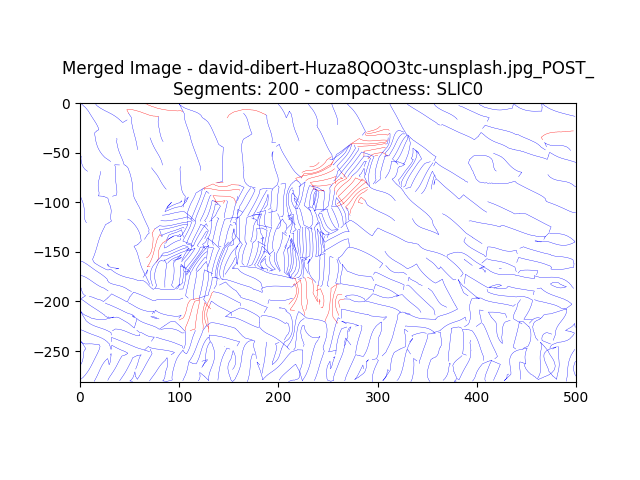 Merged Image - david-dibert-Huza8QOO3tc-unsplash.jpg_POST_
Segments: 200 - compactness: SLIC0
0
−50
−100
−150
−200
−250
0 100 200 300 400 500